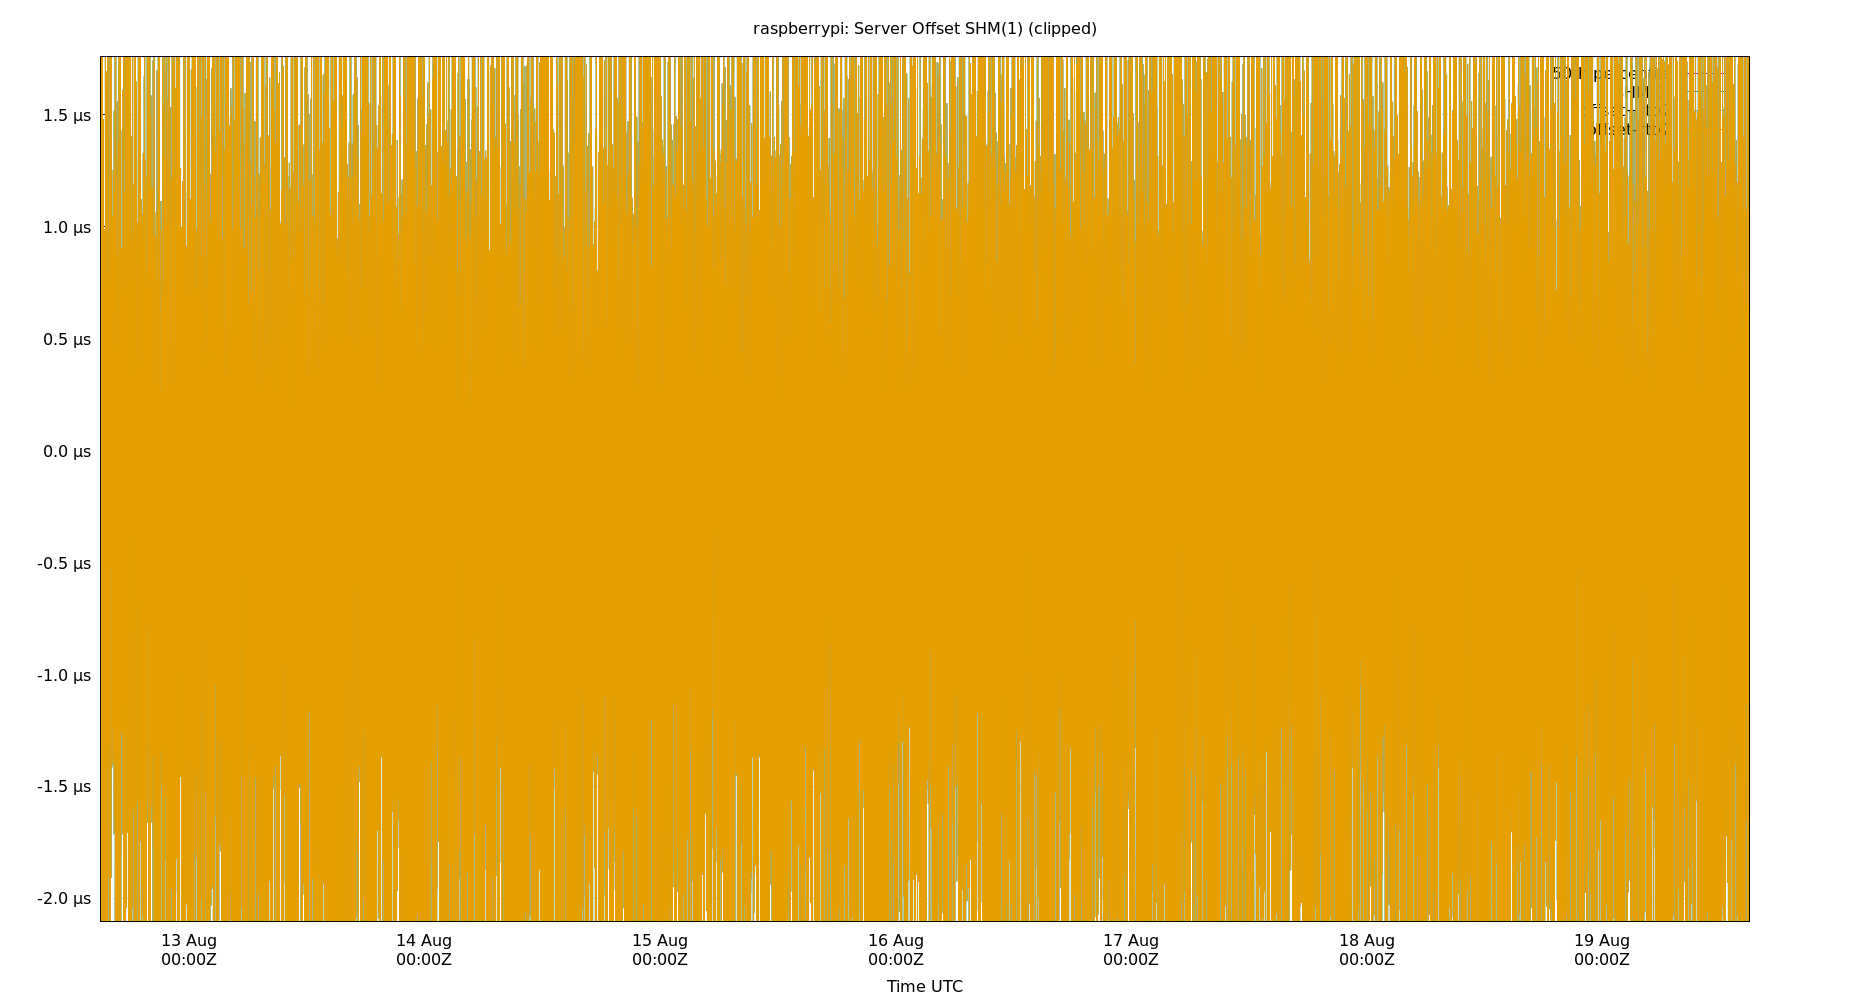 raspberrypi: Server Offset SHM(1) (clipped)
1.5 µs
1.0 µs
0.5 µs
0.0 µs
-0.5 µs
-1.0 µs
-1.5 µs
-2.0 µs
13 Aug 14 Aug 15 Aug 16 Aug 17 Aug 18 Aug 19 Aug
00:00Z 00:00Z 00:00Z 00:00Z 00:00Z 00:00Z 00:00Z
Time UTC